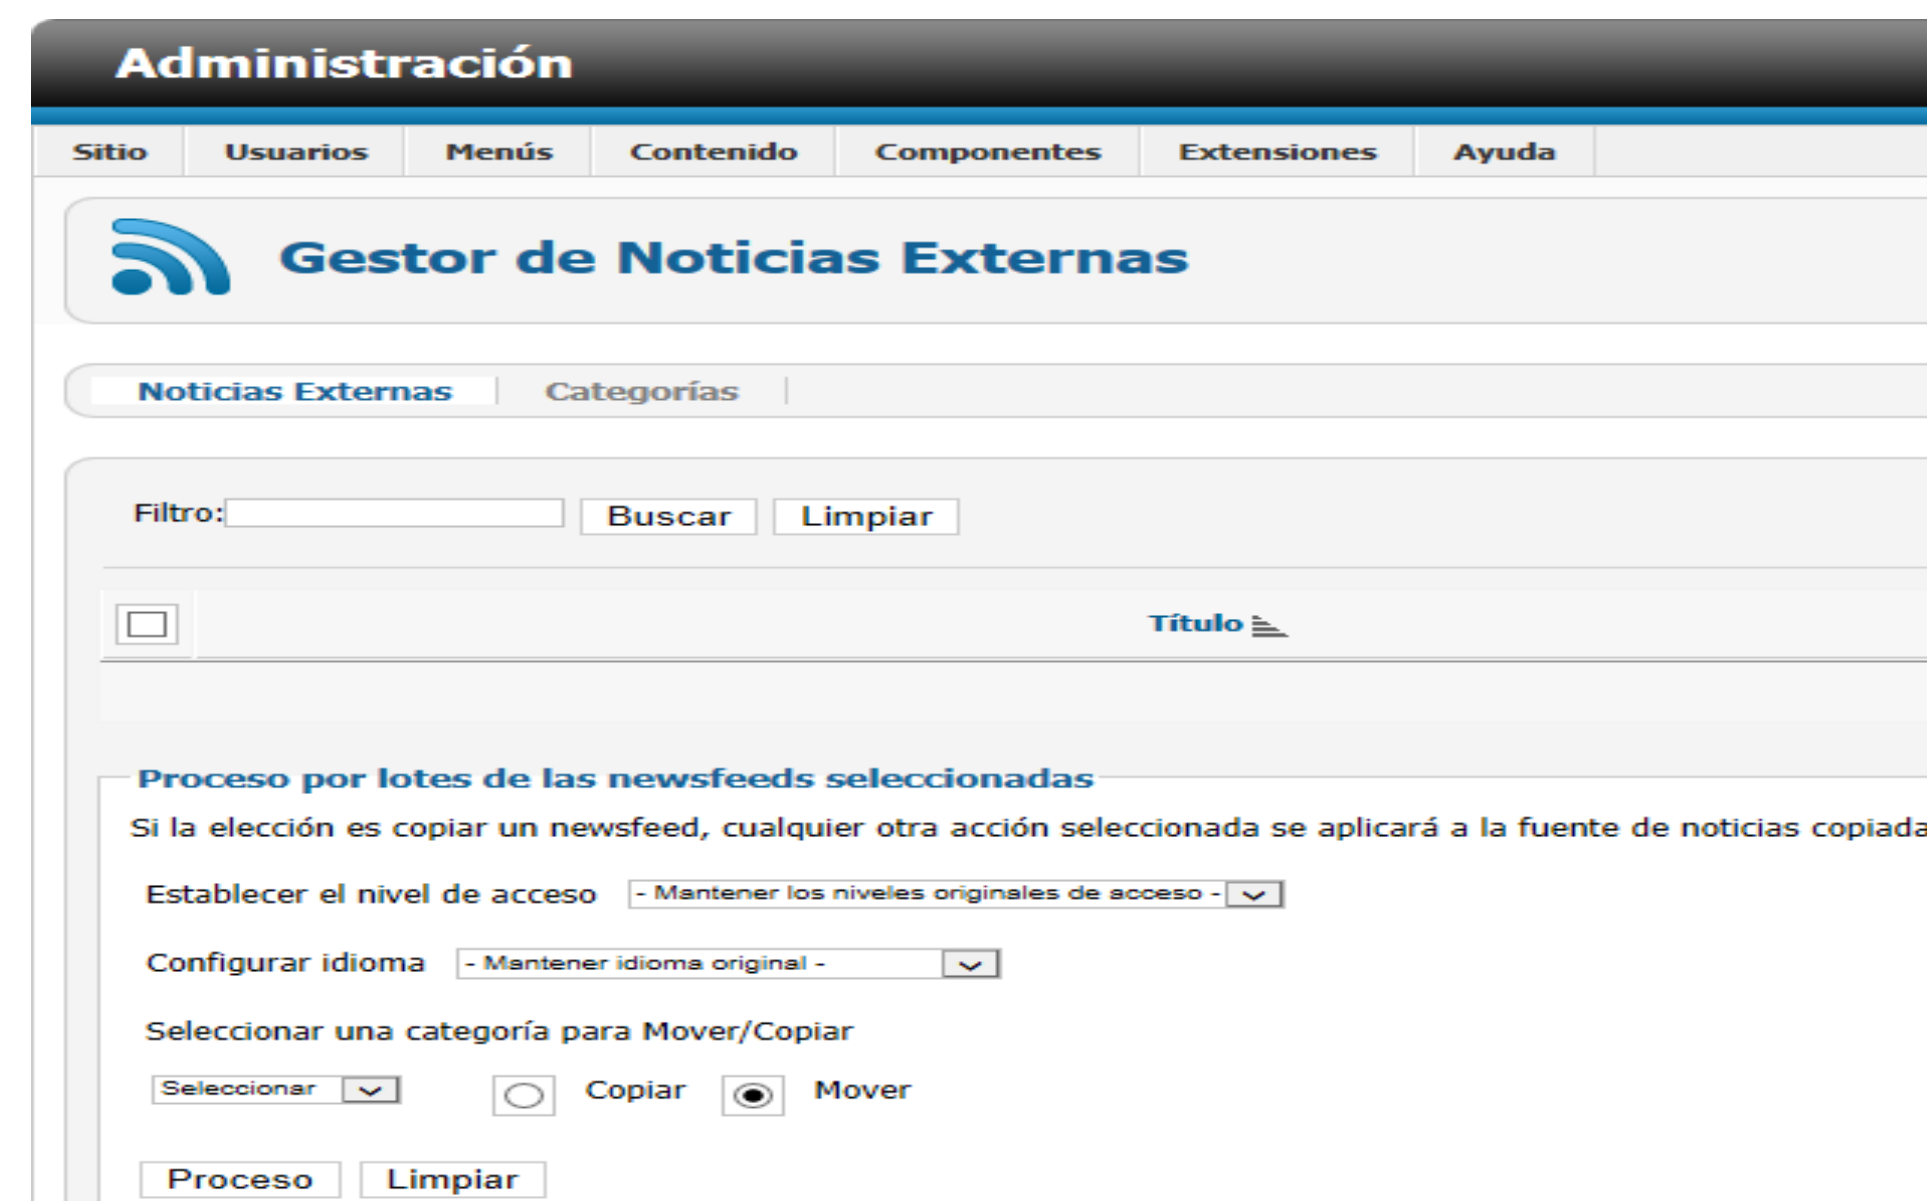 Administración
Sitio Usuarios Menús Contenido Componentes Extensiones Ayuda
Gestor de Noticias Externas
Noticias Externas Categorías
Filtro: Buscar Limpiar
Título
Proceso por lotes de las newsfeeds seleccionadas
Si la elección es copiar un newsfeed, cualquier otra acción seleccionada se aplicará a la fuente de noticias copiada
Establecer el nivel de acceso - Mantener los niveles originales de acceso -
Configurar idioma - Mantener idioma original -
Seleccionar una categoría para Mover/Copiar
Seleccionar Copiar Mover
Proceso Limpiar